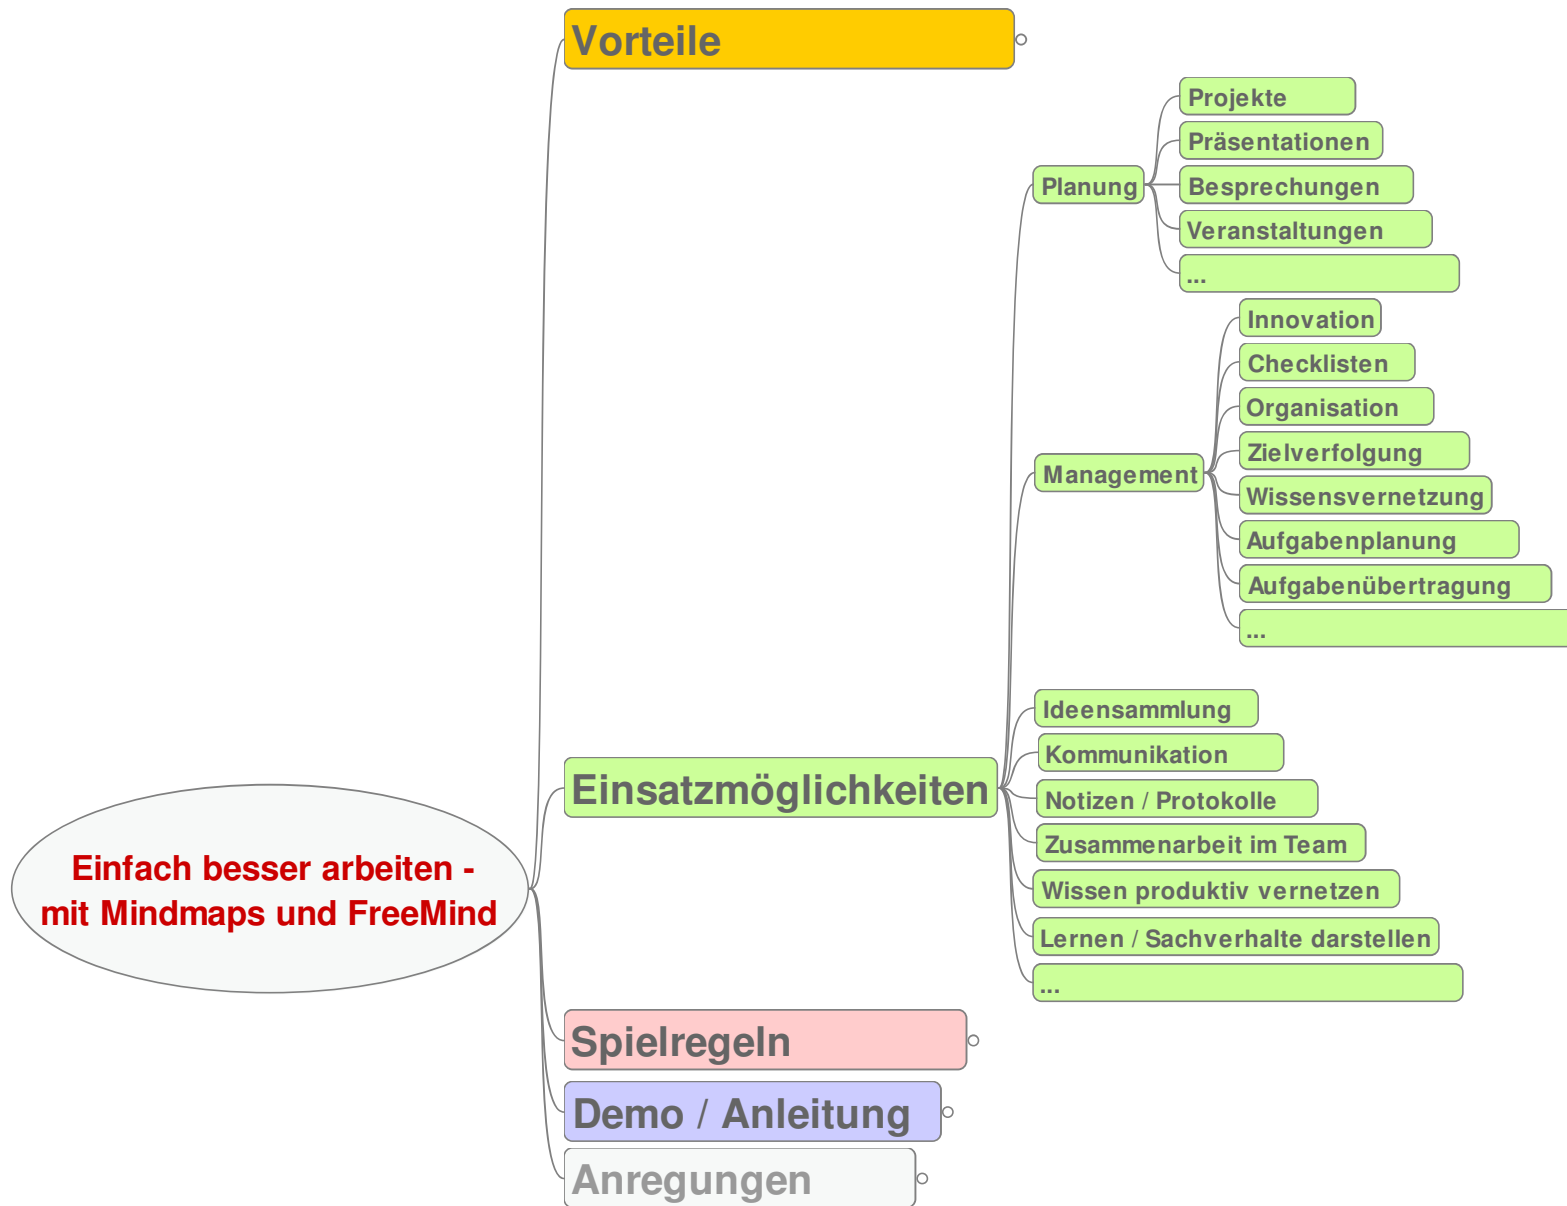 Vorteile
Projekte
Präsentationen
Planung
Besprechungen
Veranstaltungen
...
Innovation
Checklisten
Organisation
Zielverfolgung
Management
Wissensvernetzung
Aufgabenplanung
Aufgabenübertragung
...
Ideensammlung
Kommunikation
Einsatzmöglichkeiten
Notizen / Protokolle
Zusammenarbeit im Team
Einfach besser arbeiten -
mit Mindmaps und FreeMind
Wissen produktiv vernetzen
Lernen / Sachverhalte darstellen
...
Spielregeln
Demo / Anleitung
Anregungen